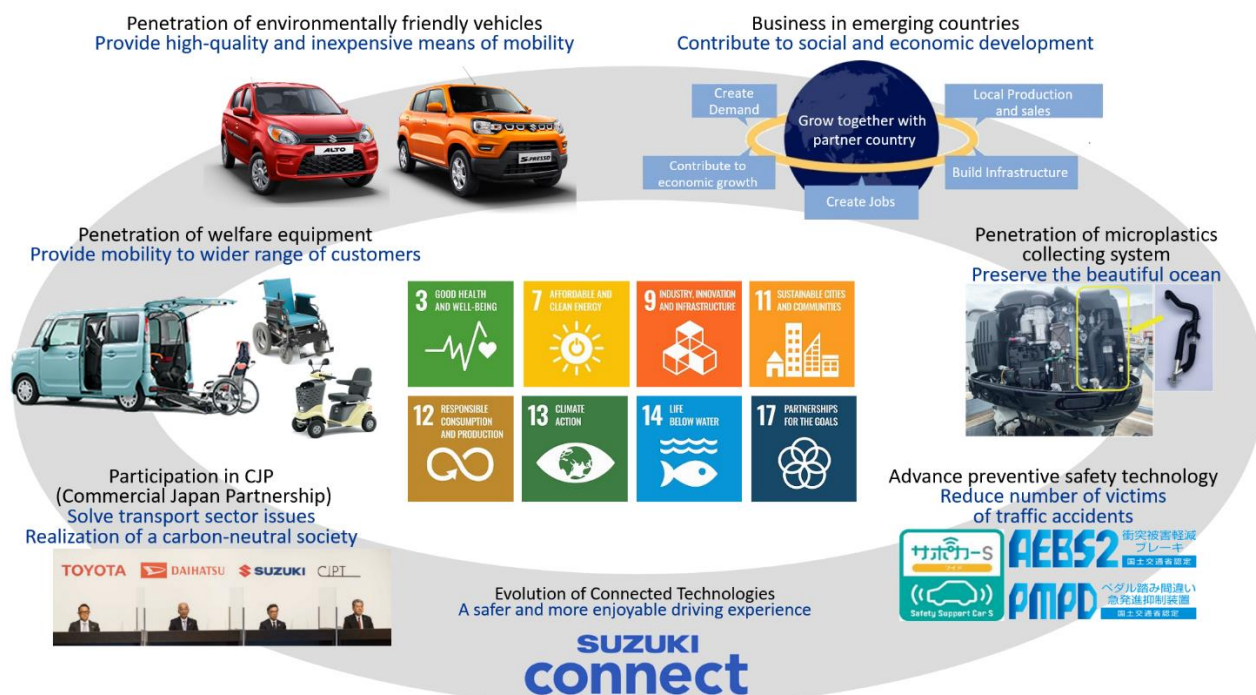 Penetration of environmentally friendly vehicles
Provide high-quality and inexpensive means of mobility
ALTO
S-PRESSO
Business in emerging countries
Contribute to social and economic development
Create
Demand
Local Production
and sales
Grow together with
partner country
Contribute to
economic growth
Build Infrastructure
Create Jobs
Penetration of welfare equipment
Provide mobility to wider range of customers
Penetration of microplastics
collecting system
Preserve the beautiful ocean
3 GOOD HEALTH
AND WELL-BEING
7 AFFORDABLE AND
CLEAN ENERGY
9 INDUSTRY, INNOVATION
AND INFRASTRUCTURE
11 SUSTAINABLE CITIES
AND COMMUNITIES
12 RESPONSIBLE
CONSUMPTION
AND PRODUCTION
13 CLIMATE
ACTION
14 LIFE
BELOW WATER
17 PARTNERSHIPS
FOR THE GOALS
Participation in CJP
(Commercial Japan Partnership)
Solve transport sector issues
Realization of a carbon-neutral society
TOYOTA DAIHATSU SUZUKI CJPT
Evolution of Connected Technologies
A safer and more enjoyable driving experience
SUZUKI
connect
Advance preventive safety technology
Reduce number of victims
of traffic accidents
サポカーS
ワイド
Safety Support Car S
AEBS2 衝突被害軽減
ブレーキ
国土交通省認定
PMPD ペダル踏み間違い
急発進抑制装置
国土交通省認定